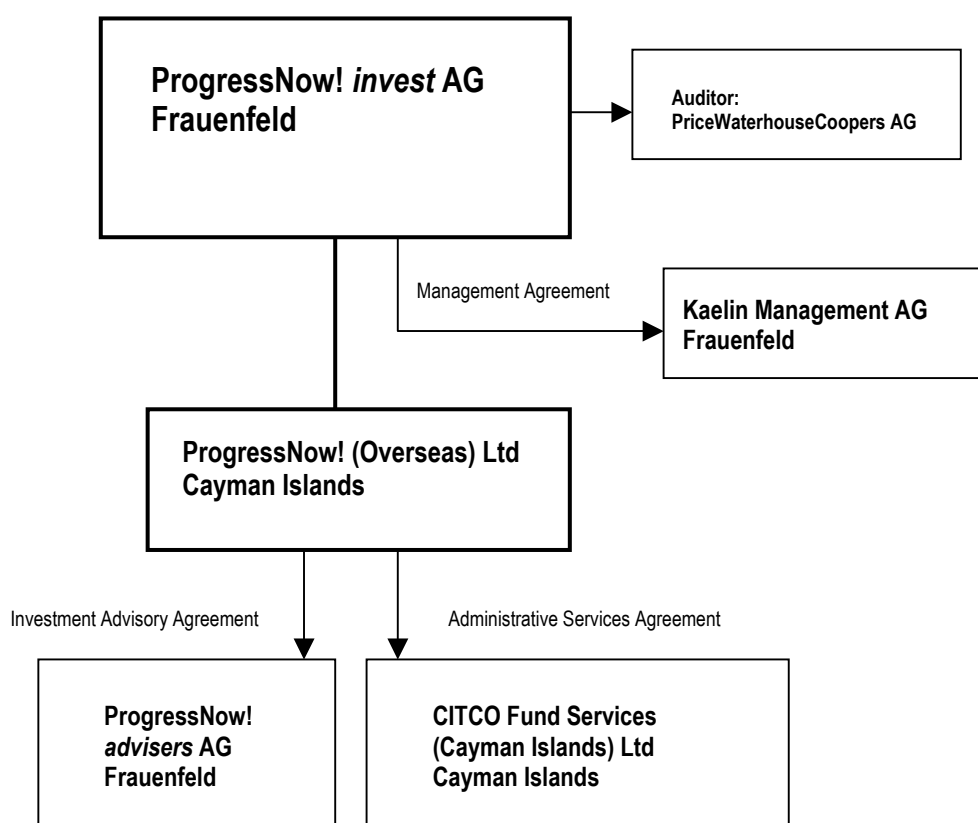 ProgressNow! invest AG
Frauenfeld
Auditor:
PriceWaterhouseCoopers AG
Management Agreement
Kaelin Management AG
Frauenfeld
ProgressNow! (Overseas) Ltd
Cayman Islands
Investment Advisory Agreement
Administrative Services Agreement
ProgressNow!
advisers AG
Frauenfeld
CITCO Fund Services
(Cayman Islands) Ltd
Cayman Islands